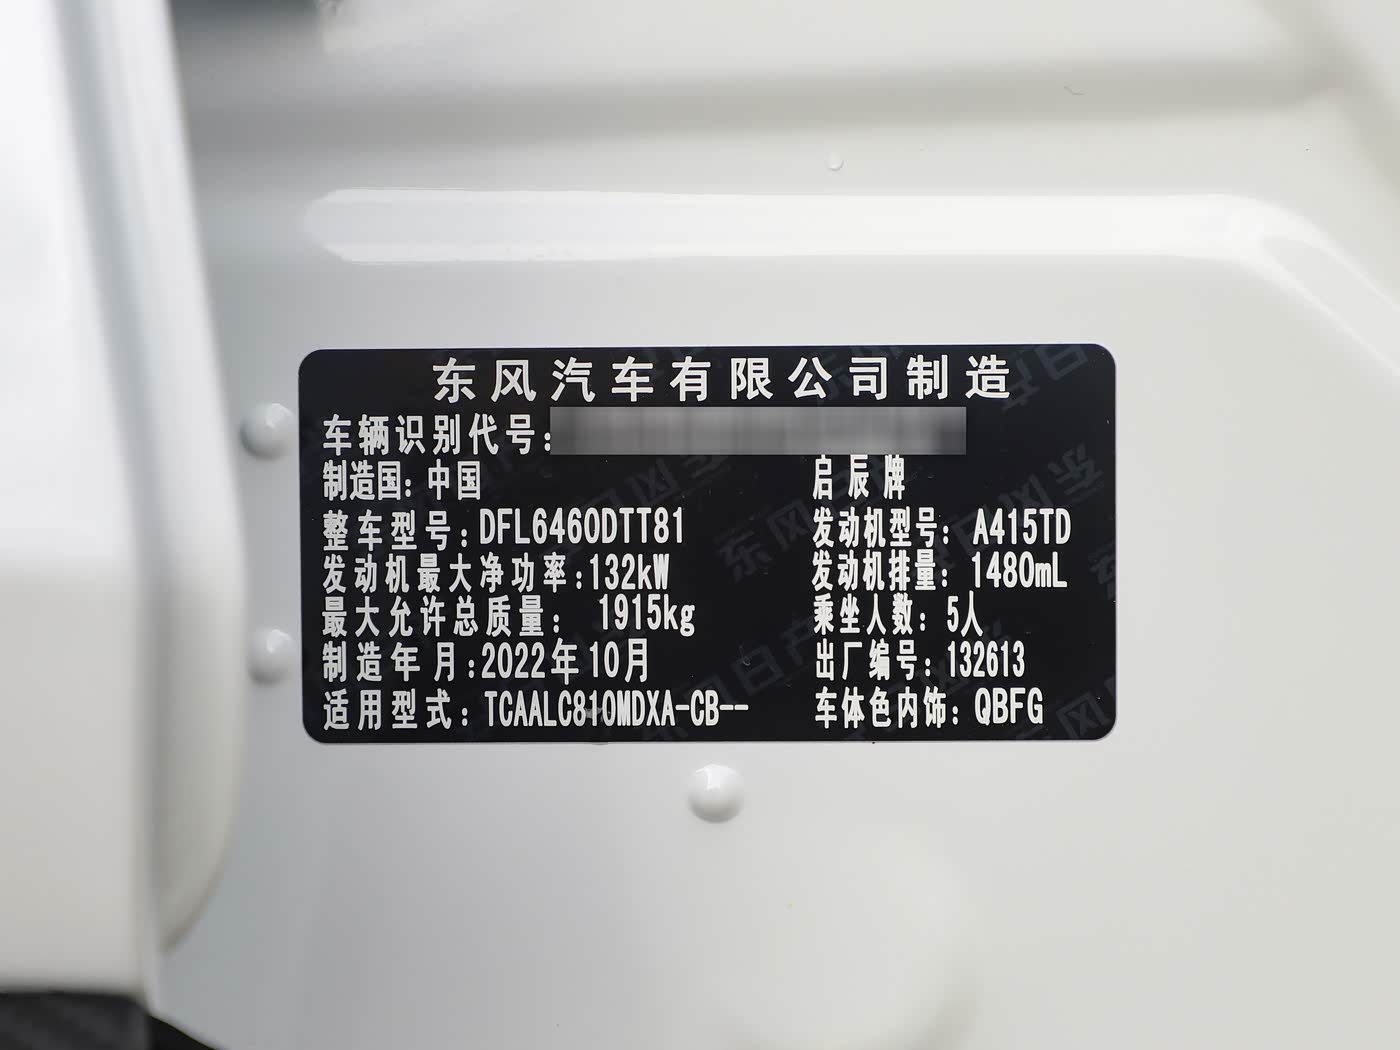 东风汽车有限公司制造
车辆识别代号:
制造国: 中国 启辰牌
整车型号: DFL6460DTT81 发动机型号: A415TD
发动机最大净功率:132kW 发动机排量: 1480mL
最大允许总质量: 1915kg 乘坐人数: 5人
制造年月:2022年10月 出厂编号:132613
适用型式: TCAALC810MDXA-CB-- 车体色内饰: QBFG